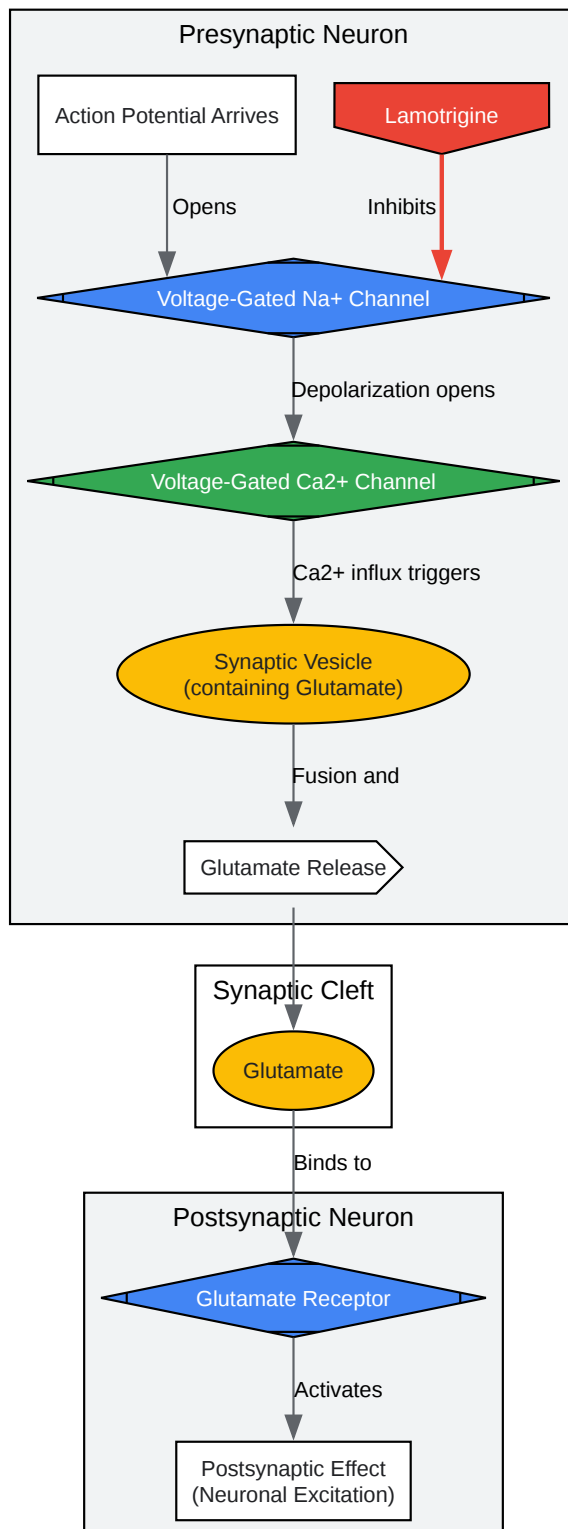 Presynaptic Neuron
Action Potential Arrives
Lamotrigine
Opens
Inhibits
Voltage-Gated Na+ Channel
Depolarization opens
Voltage-Gated Ca2+ Channel
Ca2+ influx triggers
Synaptic Vesicle
(containing Glutamate)
Fusion and
Glutamate Release
Synaptic Cleft
Glutamate
Binds to
Postsynaptic Neuron
Glutamate Receptor
Activates
Postsynaptic Effect
(Neuronal Excitation)